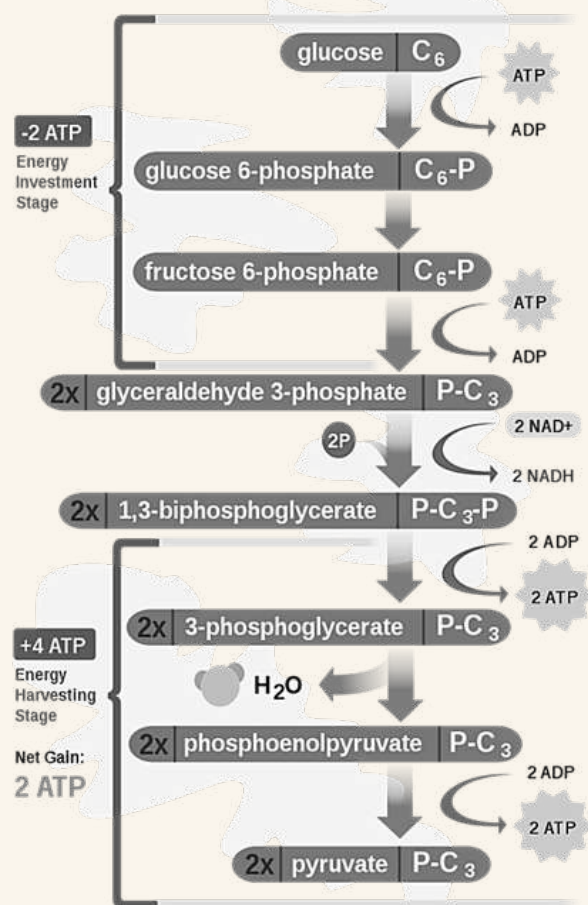 glucose C6
ATP
ADP
-2 ATP
Energy
Investment
Stage
glucose 6-phosphate C6-P
fructose 6-phosphate C6-P
ATP
ADP
2x glyceraldehyde 3-phosphate P-C3
2P
2 NAD+
2 NADH
2x 1,3-biphosphoglycerate P-C3-P
2 ADP
2 ATP
+4 ATP
Energy
Harvesting
Stage
Net Gain:
2 ATP
2x 3-phosphoglycerate P-C3
H2O
2x phosphoenolpyruvate P-C3
2 ADP
2 ATP
2x pyruvate P-C3